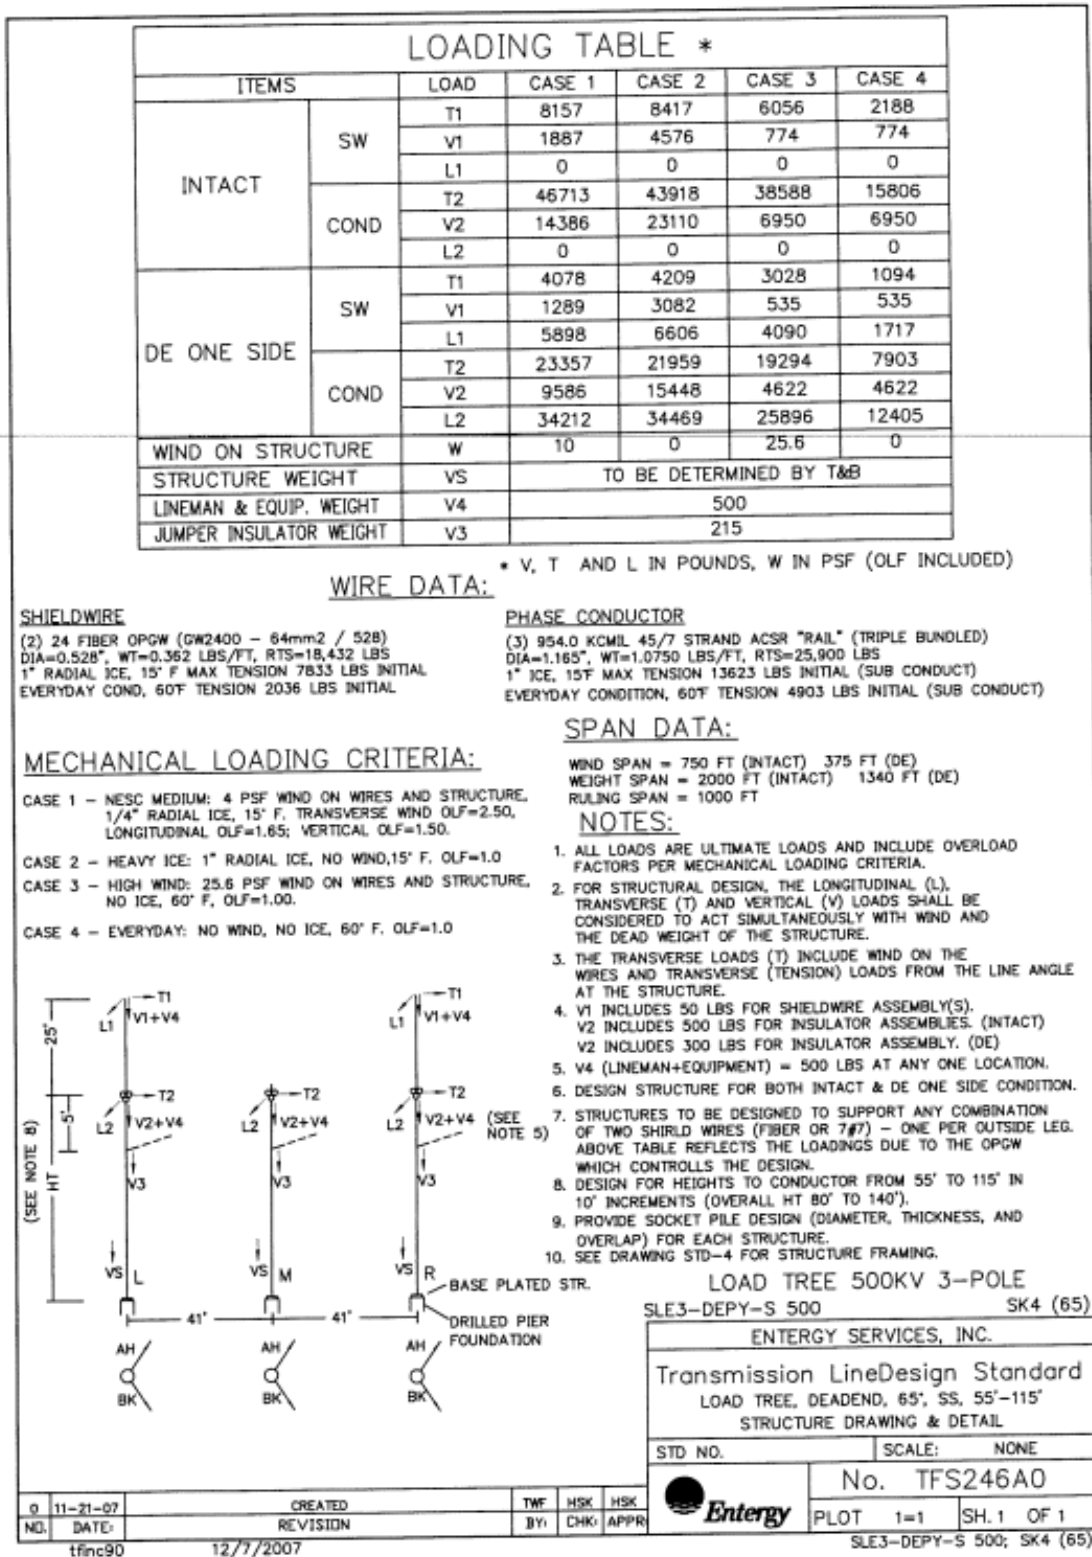 LOADING TABLE *
ITEMS LOAD CASE 1 CASE 2 CASE 3 CASE 4
INTACT SW T1 8157 8417 6056 2188
V1 1887 4576 774 774
L1 0 0 0 0
COND T2 46713 43918 38588 15806
V2 14386 23110 6950 6950
L2 0 0 0 0
DE ONE SIDE SW T1 4078 4209 3028 1094
V1 1289 3082 535 535
L1 5898 6606 4090 1717
COND T2 23357 21959 19294 7903
V2 9586 15448 4622 4622
L2 34212 34469 25896 12405
WIND ON STRUCTURE W 10 0 25.6 0
STRUCTURE WEIGHT VS TO BE DETERMINED BY T&B
LINEMAN & EQUIP. WEIGHT V4 500
JUMPER INSULATOR WEIGHT V3 215
* V, T AND L IN POUNDS, W IN PSF (OLF INCLUDED)
WIRE DATA:
SHIELDWIRE
(2) 24 FIBER OPGW (GW2400 - 64mm2 / 528)
DIA=0.528", WT=0.362 LBS/FT, RTS=18,432 LBS
1" RADIAL ICE, 15° F MAX TENSION 7833 LBS INITIAL
EVERYDAY COND, 60°F TENSION 2036 LBS INITIAL
PHASE CONDUCTOR
(3) 954.0 KCMIL 45/7 STRAND ACSR "RAIL" (TRIPLE BUNDLED)
DIA=1.165", WT=1.0750 LBS/FT, RTS=25,900 LBS
1" ICE, 15°F MAX TENSION 13623 LBS INITIAL (SUB CONDUCT)
EVERYDAY CONDITION, 60°F TENSION 4903 LBS INITIAL (SUB CONDUCT)
SPAN DATA:
WIND SPAN = 750 FT (INTACT) 375 FT (DE)
WEIGHT SPAN = 2000 FT (INTACT) 1340 FT (DE)
RULING SPAN = 1000 FT
MECHANICAL LOADING CRITERIA:
CASE 1 - NESC MEDIUM: 4 PSF WIND ON WIRES AND STRUCTURE,
1/4" RADIAL ICE, 15° F. TRANSVERSE WIND OLF=2.50,
LONGITUDINAL OLF=1.65; VERTICAL OLF=1.50.
CASE 2 - HEAVY ICE: 1" RADIAL ICE, NO WIND,15° F. OLF=1.0
CASE 3 - HIGH WIND: 25.6 PSF WIND ON WIRES AND STRUCTURE,
NO ICE, 60° F, OLF=1.00.
CASE 4 - EVERYDAY: NO WIND, NO ICE, 60° F. OLF=1.0
NOTES:
1. ALL LOADS ARE ULTIMATE LOADS AND INCLUDE OVERLOAD
FACTORS PER MECHANICAL LOADING CRITERIA.
2. FOR STRUCTURAL DESIGN, THE LONGITUDINAL (L),
TRANSVERSE (T) AND VERTICAL (V) LOADS SHALL BE
CONSIDERED TO ACT SIMULTANEOUSLY WITH WIND AND
THE DEAD WEIGHT OF THE STRUCTURE.
3. THE TRANSVERSE LOADS (T) INCLUDE WIND ON THE
WIRES AND TRANSVERSE (TENSION) LOADS FROM THE LINE ANGLE
AT THE STRUCTURE.
4. V1 INCLUDES 50 LBS FOR SHIELDWIRE ASSEMBLY(S).
V2 INCLUDES 500 LBS FOR INSULATOR ASSEMBLIES. (INTACT)
V2 INCLUDES 300 LBS FOR INSULATOR ASSEMBLY. (DE)
5. V4 (LINEMAN+EQUIPMENT) = 500 LBS AT ANY ONE LOCATION.
6. DESIGN STRUCTURE FOR BOTH INTACT & DE ONE SIDE CONDITION.
7. STRUCTURES TO BE DESIGNED TO SUPPORT ANY COMBINATION
OF TWO SHIRLD WIRES (FIBER OR 7#7) - ONE PER OUTSIDE LEG.
ABOVE TABLE REFLECTS THE LOADINGS DUE TO THE OPGW
WHICH CONTROLLS THE DESIGN.
8. DESIGN FOR HEIGHTS TO CONDUCTOR FROM 55' TO 115' IN
10' INCREMENTS (OVERALL HT 80' TO 140').
9. PROVIDE SOCKET PILE DESIGN (DIAMETER, THICKNESS, AND
OVERLAP) FOR EACH STRUCTURE.
10. SEE DRAWING STD-4 FOR STRUCTURE FRAMING.
T1 T1
L1 V1+V4 L1 V1+V4
25'
T2 T2 T2
5'
L2 V2+V4 L2 V2+V4 L2 V2+V4 (SEE NOTE 5)
(SEE NOTE 8)
HT
V3 V3 V3
VS L VS M VS R
BASE PLATED STR.
41' 41'
DRILLED PIER
FOUNDATION
AH AH AH
BK BK BK
LOAD TREE 500KV 3-POLE
SLE3-DEPY-S 500 SK4 (65)
ENTERGY SERVICES, INC.
Transmission LineDesign Standard
LOAD TREE, DEADEND, 65°, SS, 55'-115'
STRUCTURE DRAWING & DETAIL
STD NO. SCALE: NONE
Entergy
No. TFS246A0
PLOT 1=1 SH. 1 OF 1
0 11-21-07 CREATED TWF HSK HSK
NO. DATE: REVISION BY: CHK: APPR
tfinc90 12/7/2007
SLE3-DEPY-S 500; SK4 (65)